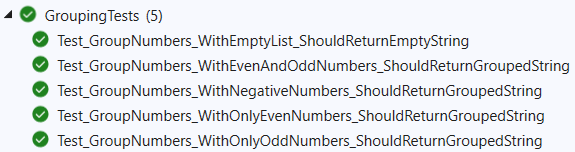 GroupingTests (5)
Test_GroupNumbers_WithEmptyList_ShouldReturnEmptyString
Test_GroupNumbers_WithEvenAndOddNumbers_ShouldReturnGroupedString
Test_GroupNumbers_WithNegativeNumbers_ShouldReturnGroupedString
Test_GroupNumbers_WithOnlyEvenNumbers_ShouldReturnGroupedString
Test_GroupNumbers_WithOnlyOddNumbers_ShouldReturnGroupedString